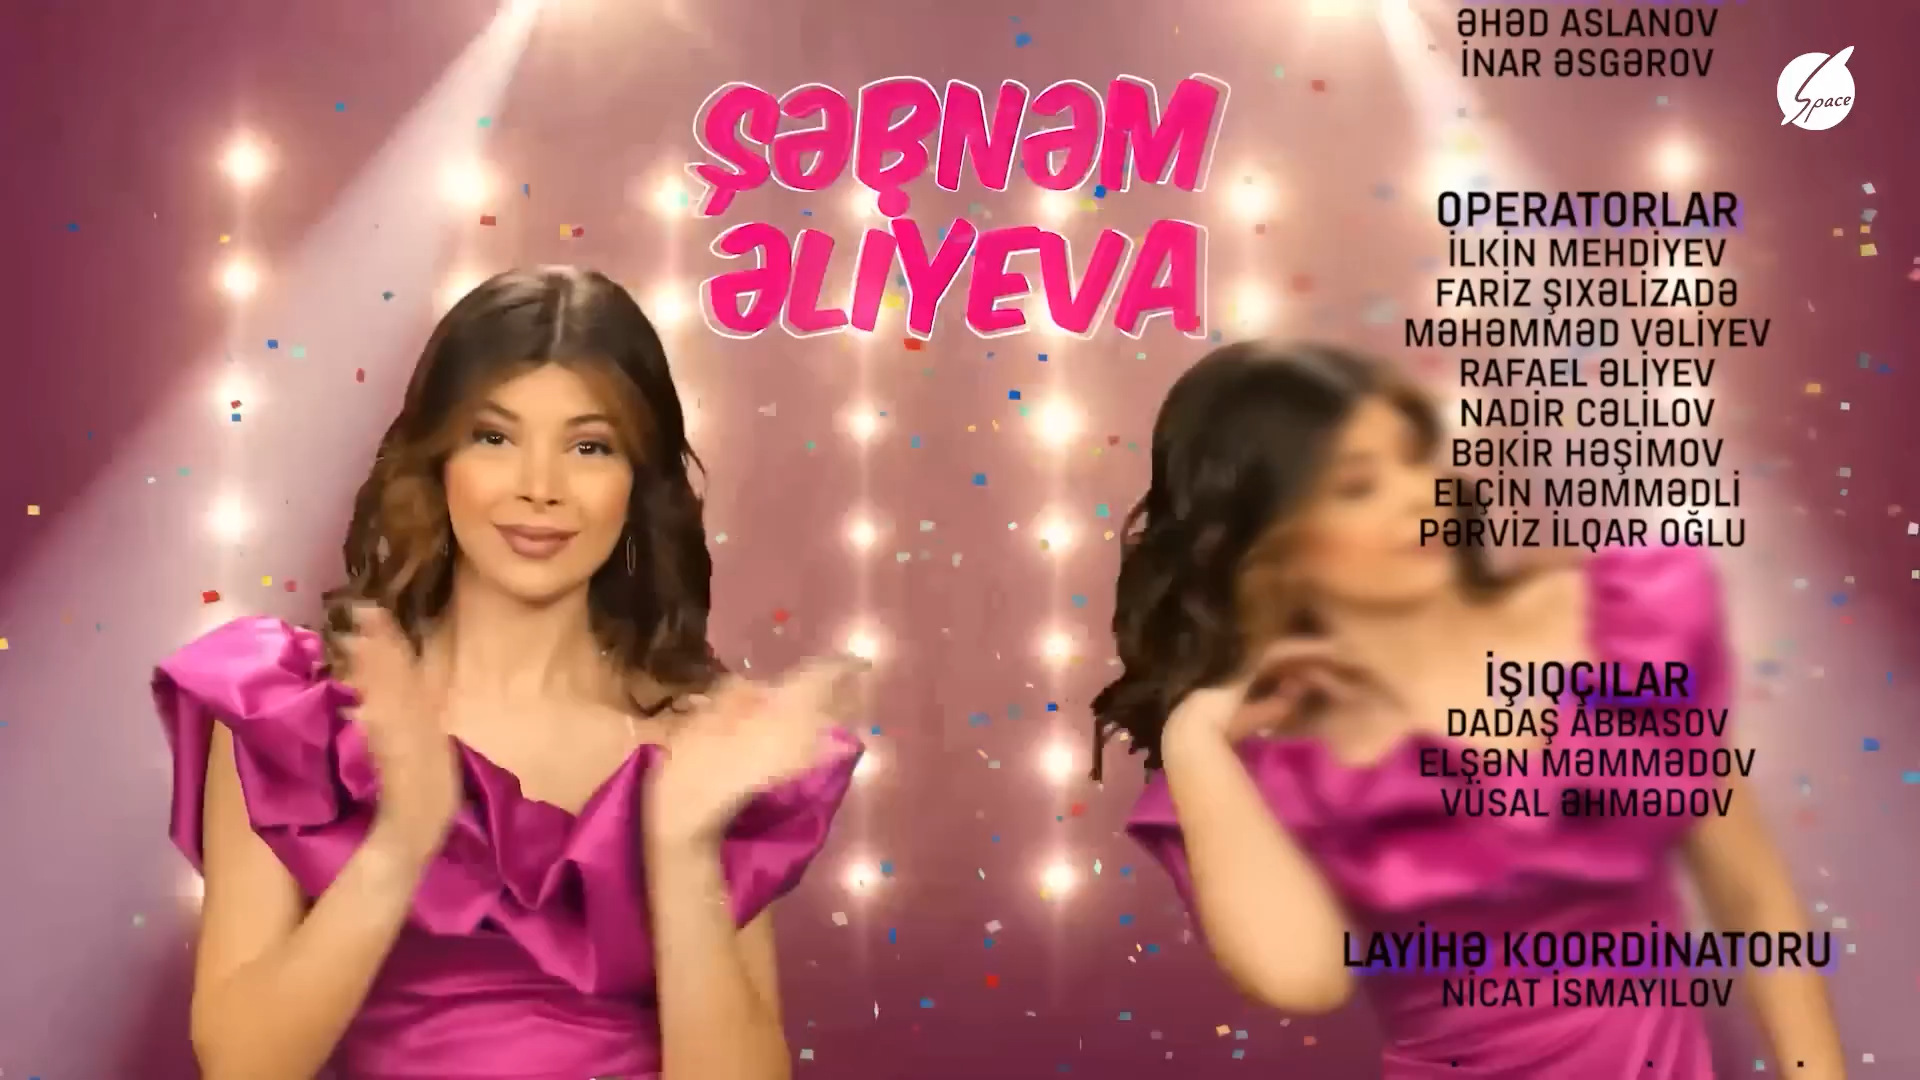 ƏHƏD ASLANOV
İNAR ƏSGƏROV
Space
ŞƏBNƏM
ƏLİYEVA
OPERATORLAR
İLKİN MEHDİYEV
FARİZ ŞIXƏLİZADƏ
MƏHƏMMƏD VƏLİYEV
RAFAEL ƏLİYEV
NADİR CƏLİLOV
BƏKİR HƏŞİMOV
ELÇİN MƏMMƏDLİ
PƏRVİZ İLQAR OĞLU
İŞIQÇILAR
DADAŞ ABBASOV
ELŞƏN MƏMMƏDOV
VÜSAL ƏHMƏDOV
LAYİHƏ KOORDİNATORU
NİCAT İSMAYILOV